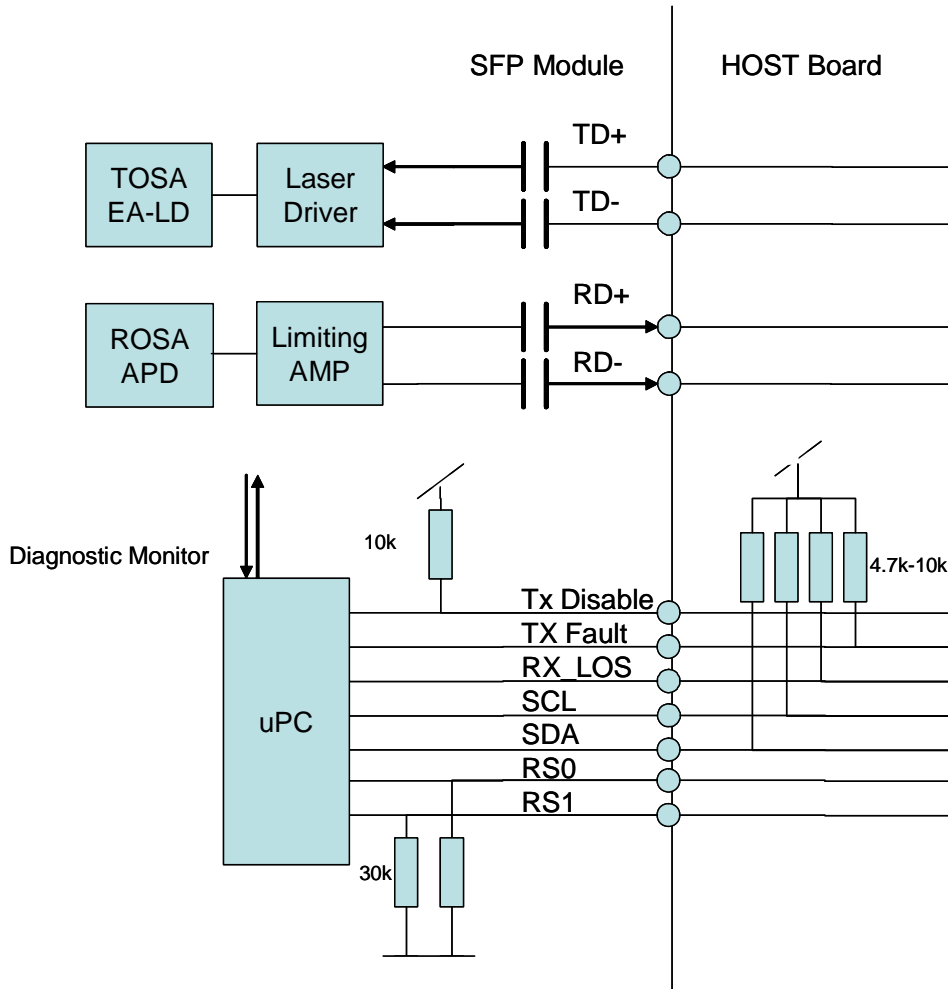 SFP Module
HOST Board
TD+
TOSA
EA-LD
Laser
Driver
TD-
RD+
ROSA
APD
Limiting
AMP
RD-
10k
4.7k-10k
Diagnostic Monitor
Tx Disable
TX Fault
RX_LOS
SCL
uPC
SDA
RS0
RS1
30k